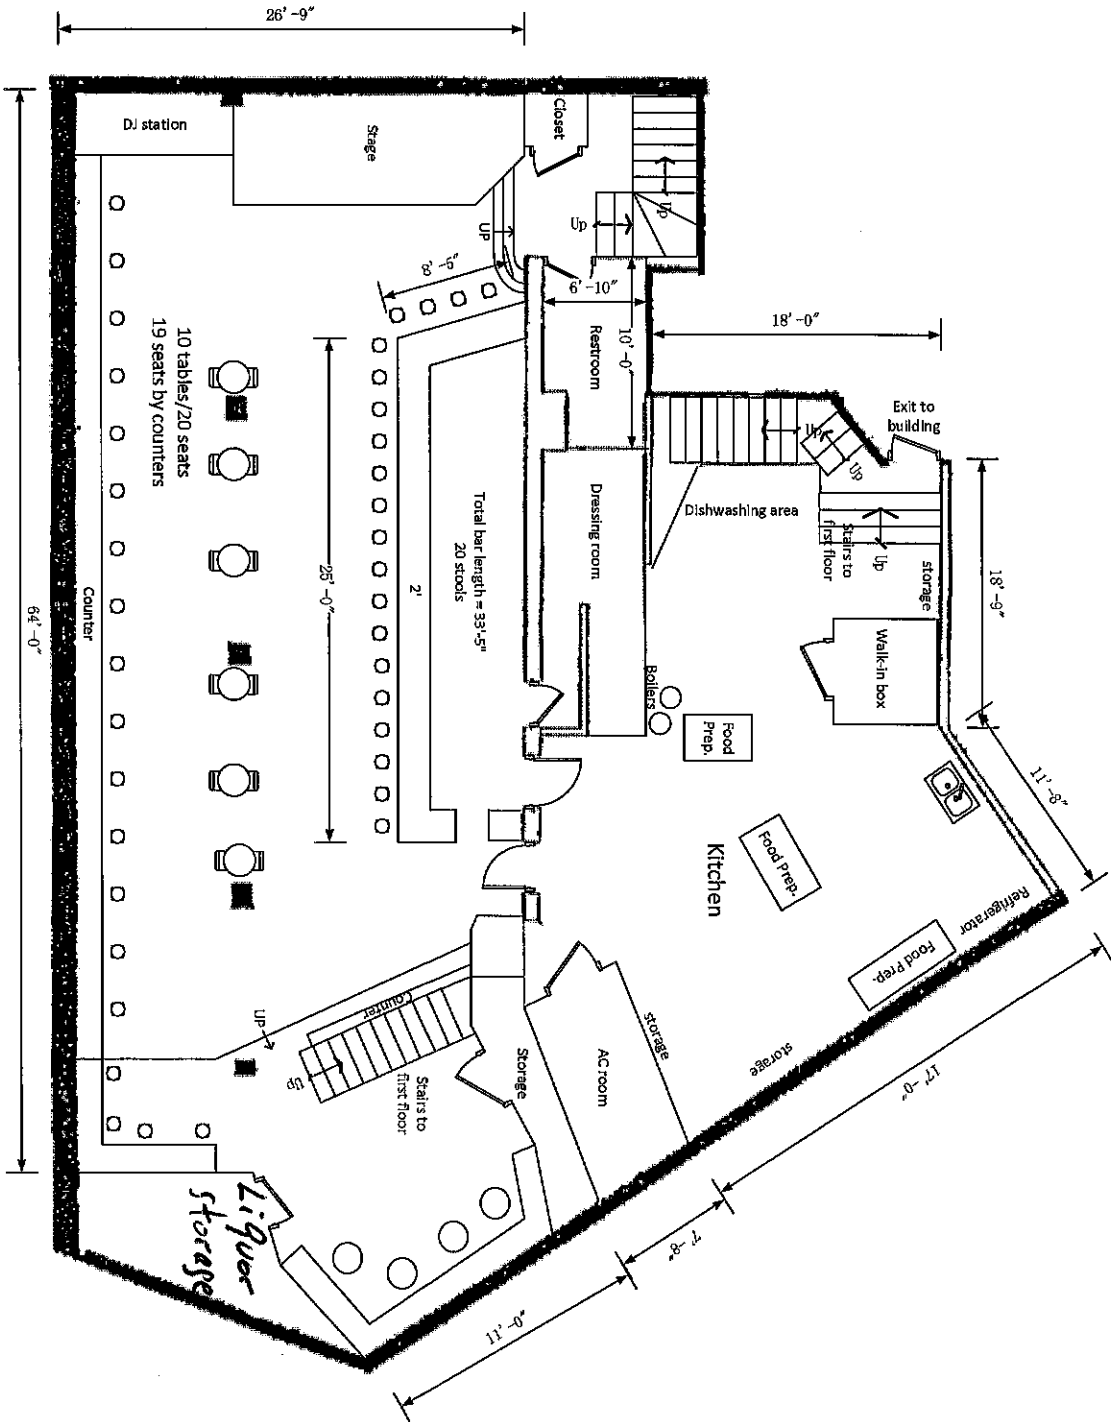 26'-9"
DJ station
Stage
Closet
Up
Up
UP
8'-5"
6'-10"
10'-0"
Restroom
18'-0"
Exit to
building
Up
Up
10 tables/20 seats
19 seats by counters
Total bar length = 33'-5"
20 stools
Dressing room
Dishwashing area
Stairs to
first floor
Up
storage
18'-9"
25'-0"
2'
Counter
64'-0"
Walk-in box
Boilers
Food
Prep.
11'-8"
Food Prep.
Kitchen
Refrigerator
Food Prep.
UP
Counter
Up
Stairs to
first floor
Storage
AC room
storage
storage
17'-0"
7'-8"
11'-0"
Liquor
Storage